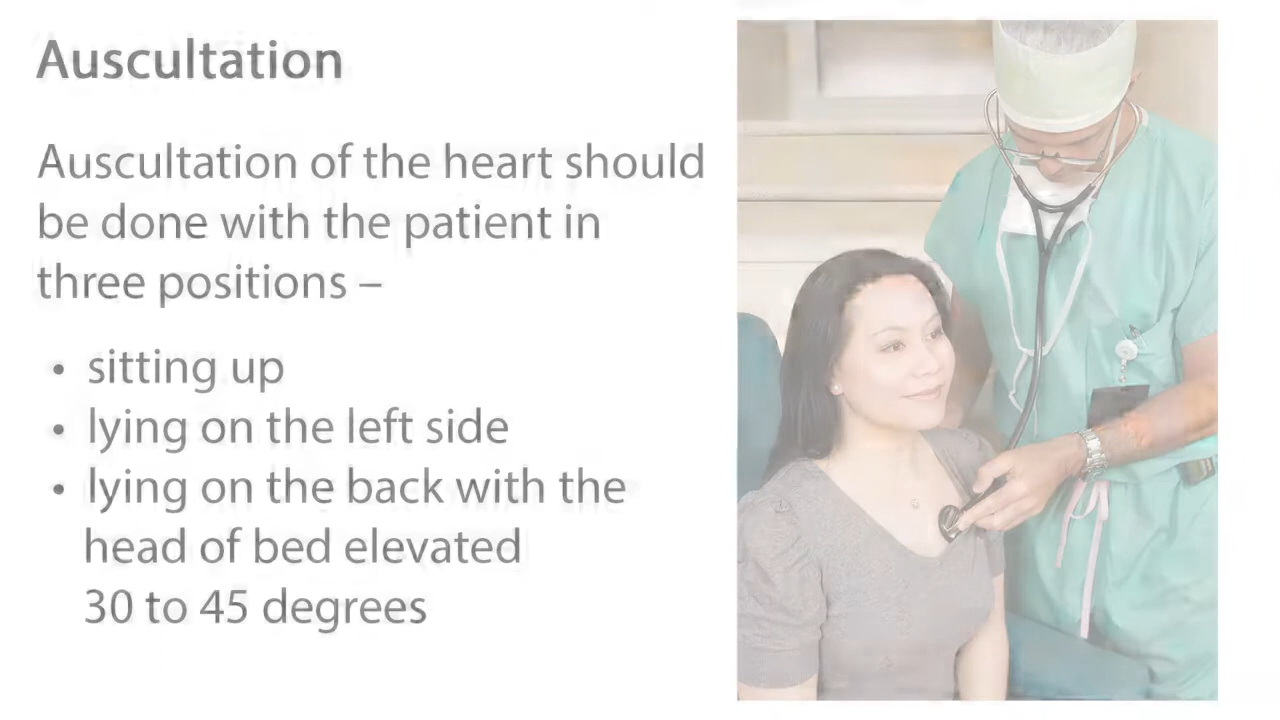 Auscultation
Auscultation of the heart should
be done with the patient in
three positions –
• sitting up
• lying on the left side
• lying on the back with the
head of bed elevated
30 to 45 degrees